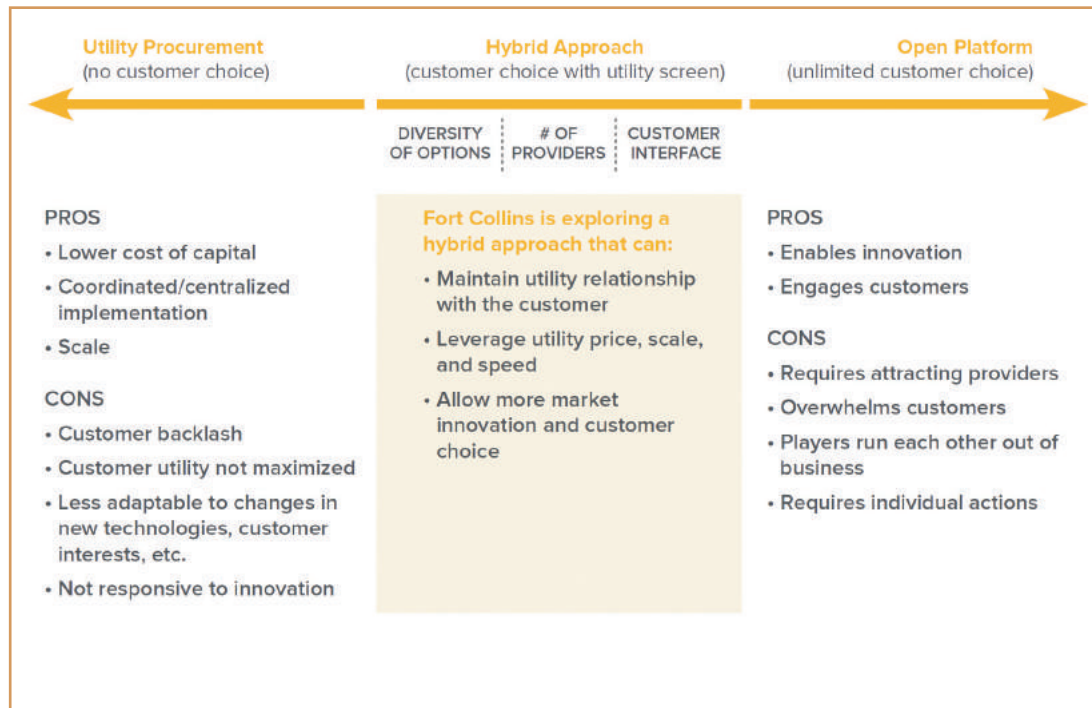 Utility Procurement
(no customer choice)
Hybrid Approach
(customer choice with utility screen)
Open Platform
(unlimited customer choice)
DIVERSITY
OF OPTIONS
# OF
PROVIDERS
CUSTOMER
INTERFACE
PROS
• Lower cost of capital
• Coordinated/centralized
implementation
• Scale
CONS
• Customer backlash
• Customer utility not maximized
• Less adaptable to changes in
new technologies, customer
interests, etc.
• Not responsive to innovation
Fort Collins is exploring a
hybrid approach that can:
• Maintain utility relationship
with the customer
• Leverage utility price, scale,
and speed
• Allow more market
innovation and customer
choice
PROS
• Enables innovation
• Engages customers
CONS
• Requires attracting providers
• Overwhelms customers
• Players run each other out of
business
• Requires individual actions